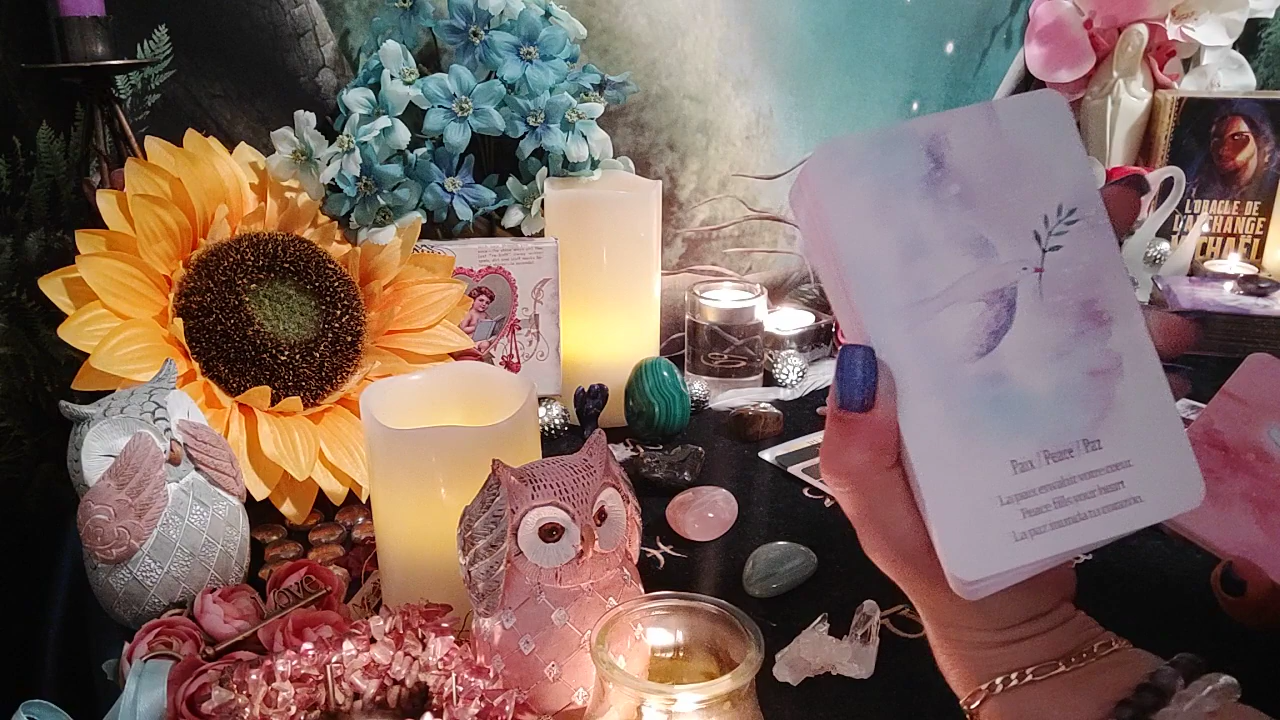 L'ORACLE DE
L'ARCHANGE
MICHAËL
Paix / Peace / Paz
La paix envahit votre cœur.
Peace fills your heart
La paz inunda tu corazón.
LOVE